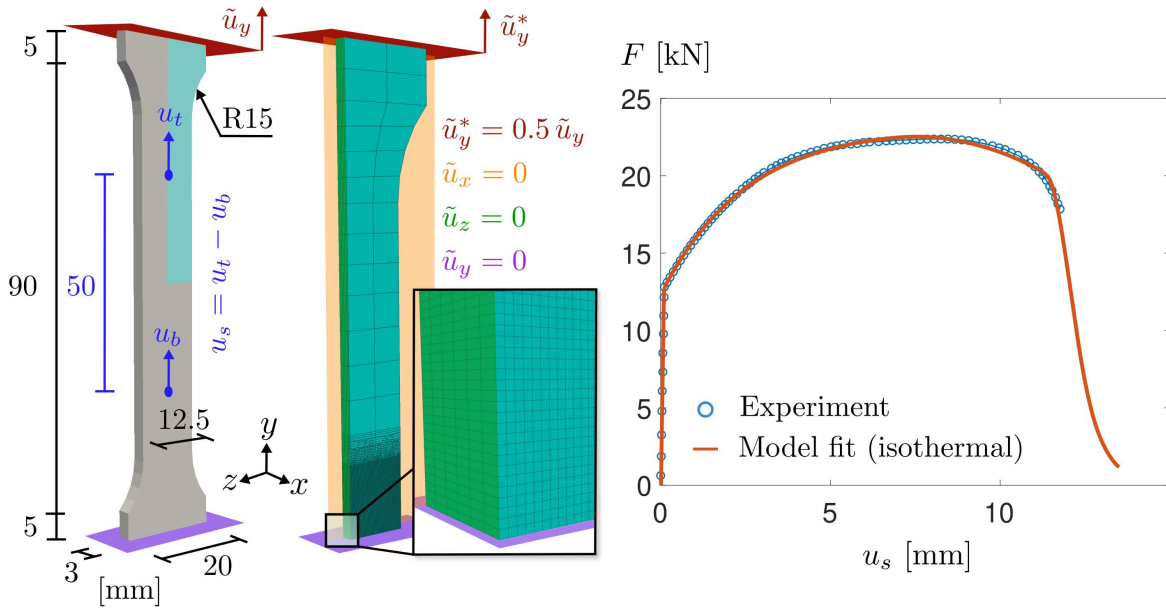 ũ_y
ũ_y^*
5
u_t
R15
ũ_y^* = 0.5 ũ_y
ũ_x = 0
ũ_z = 0
ũ_y = 0
u_s = u_t − u_b
90
50
u_b
12.5
y
z
x
5
3
20
[mm]
F [kN]
25
20
15
10
5
0
Experiment
Model fit (isothermal)
0 5 10
u_s [mm]